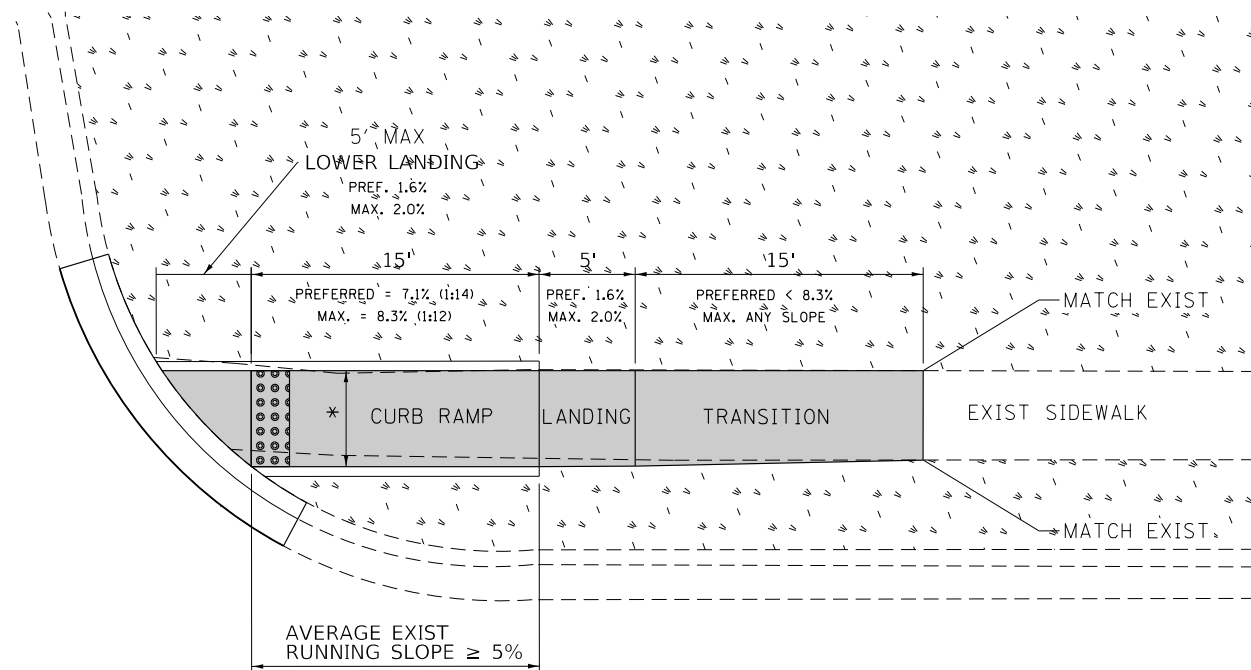 5' MAX
LOWER LANDING
PREF. 1.6%
MAX. 2.0%
15'
5'
15'
PREFERRED = 7.1% (1:14)
MAX. = 8.3% (1:12)
PREF. 1.6%
MAX. 2.0%
PREFERRED < 8.3%
MAX. ANY SLOPE
MATCH EXIST
*
CURB RAMP
LANDING
TRANSITION
EXIST SIDEWALK
MATCH EXIST
AVERAGE EXIST
RUNNING SLOPE ≥ 5%